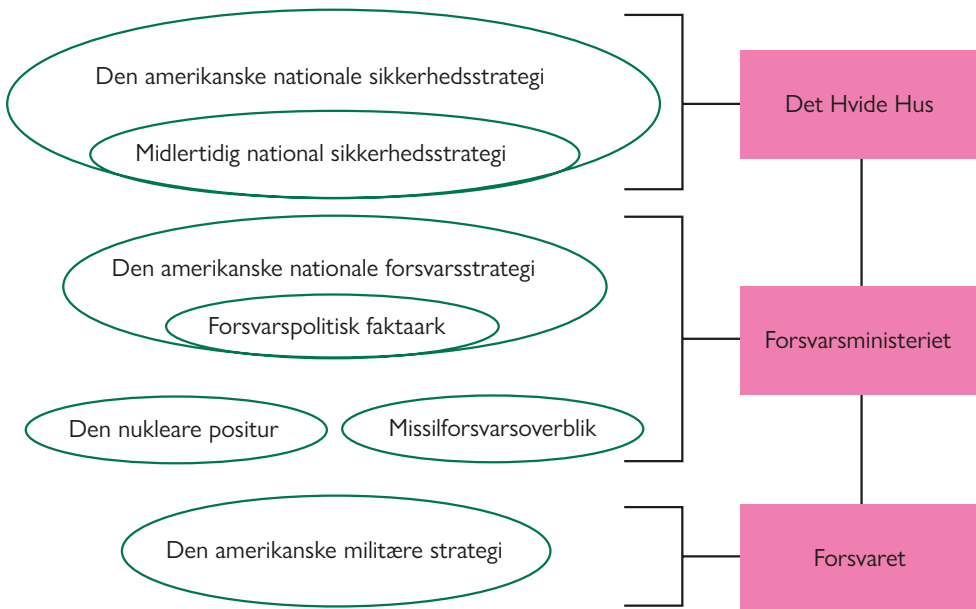 Den amerikanske nationale sikkerhedsstrategi
Midlertidig national sikkerhedsstrategi
Det Hvide Hus
Den amerikanske nationale forsvarsstrategi
Forsvarspolitisk faktaark
Forsvarsministeriet
Den nukleare positur
Missilforsvarsoverblik
Den amerikanske militære strategi
Forsvaret